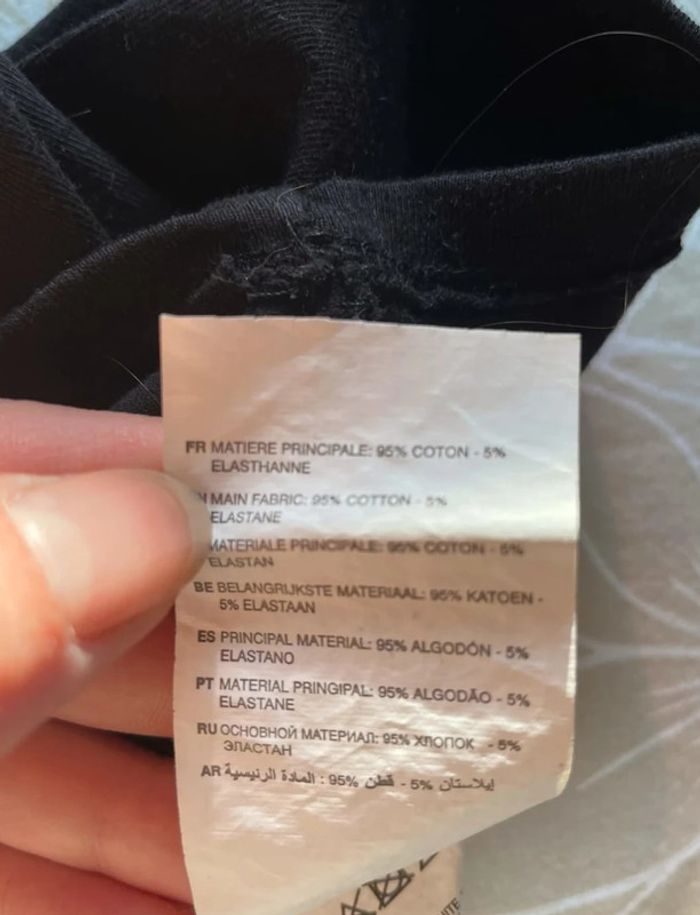 FR MATIERE PRINCIPALE: 95% COTON - 5%
ELASTHANNE
MAIN FABRIC: 95% COTTON - 5%
ELASTANE
MATERIALE PRINCIPALE: 95% COTON - 5%
ELASTAN
BE BELANGRIJKSTE MATERIAAL: 95% KATOEN -
5% ELASTAAN
ES PRINCIPAL MATERIAL: 95% ALGODÓN - 5%
ELASTANO
PT MATERIAL PRINGIPAL: 95% ALGODÃO - 5%
ELASTANE
RU ОСНОВНОЙ МАТЕРИАЛ: 95% ХЛОПОК - 5%
ЭЛАСТАН
AR المادة الرئيسية : 95% قطن - 5% إيلاستان